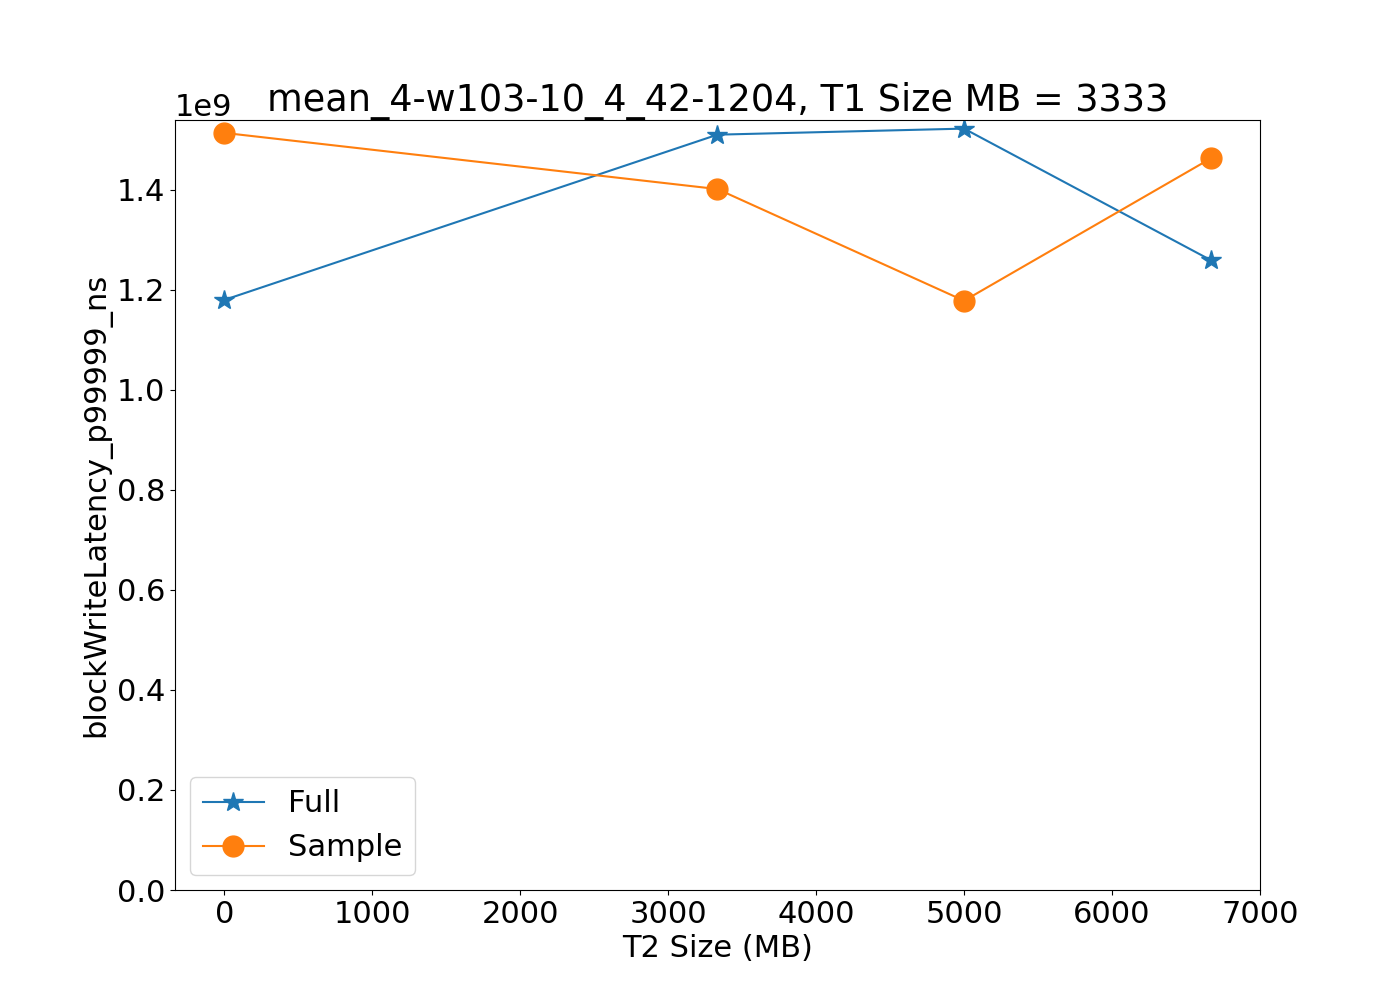 1e9
mean_4-w103-10_4_42-1204, T1 Size MB = 3333
blockWriteLatency_p99999_ns
1.4
1.2
1.0
0.8
0.6
0.4
0.2
0.0
Full
Sample
0 1000 2000 3000 4000 5000 6000 7000
T2 Size (MB)